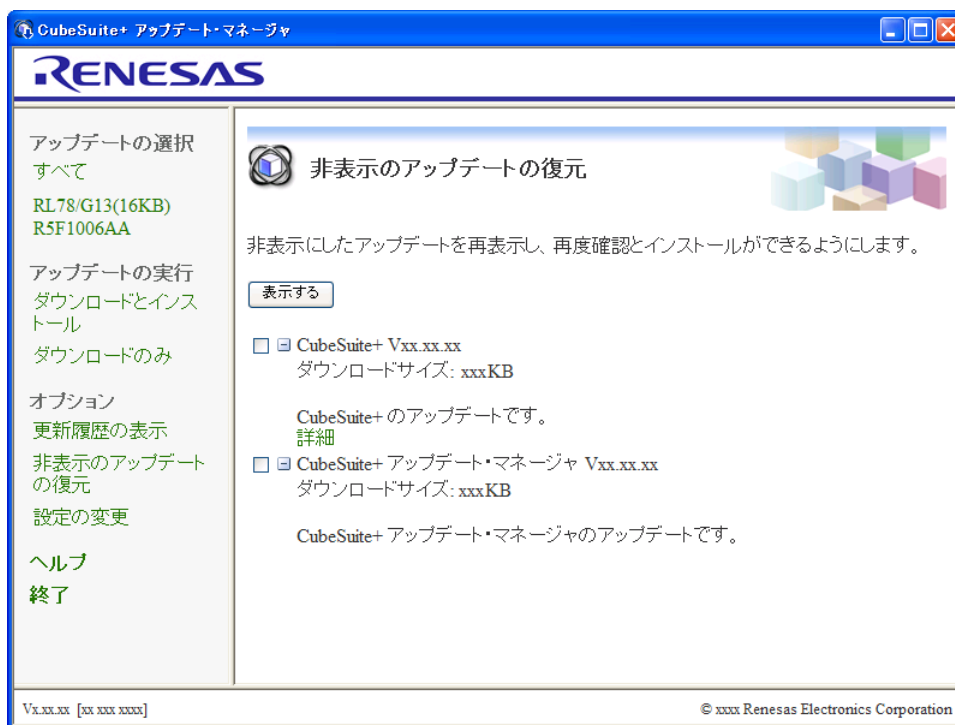 CubeSuite+ アップデート・マネージャ
RENESAS
アップデートの選択
すべて
RL78/G13(16KB)
R5F1006AA
アップデートの実行
ダウンロードとインス
トール
ダウンロードのみ
オプション
更新履歴の表示
非表示のアップデート
の復元
設定の変更
ヘルプ
終了
非表示のアップデートの復元
非表示にしたアップデートを再表示し、再度確認とインストールができるようにします。
表示する
CubeSuite+ Vxx.xx.xx
ダウンロードサイズ: xxxKB
CubeSuite+ のアップデートです。
詳細
CubeSuite+ アップデート・マネージャ Vxx.xx.xx
ダウンロードサイズ: xxxKB
CubeSuite+ アップデート・マネージャのアップデートです。
Vx.xx.xx [xx xxx xxxx]
© xxxx Renesas Electronics Corporation